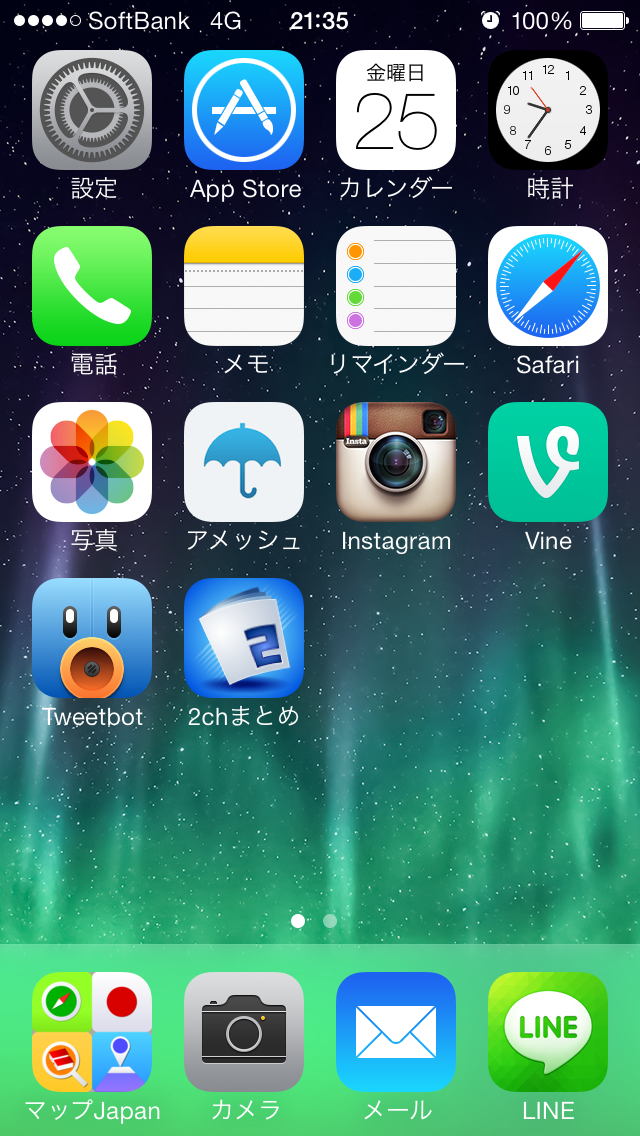 SoftBank 4G 21:35 100%
金曜日
25
12
11 1
10 2
9 3
8 4
7 5
6
設定 App Store カレンダー 時計
電話 メモ リマインダー Safari
Insta
写真 アメッシュ Instagram Vine
2
Tweetbot 2chまとめ
LINE
マップJapan カメラ メール LINE